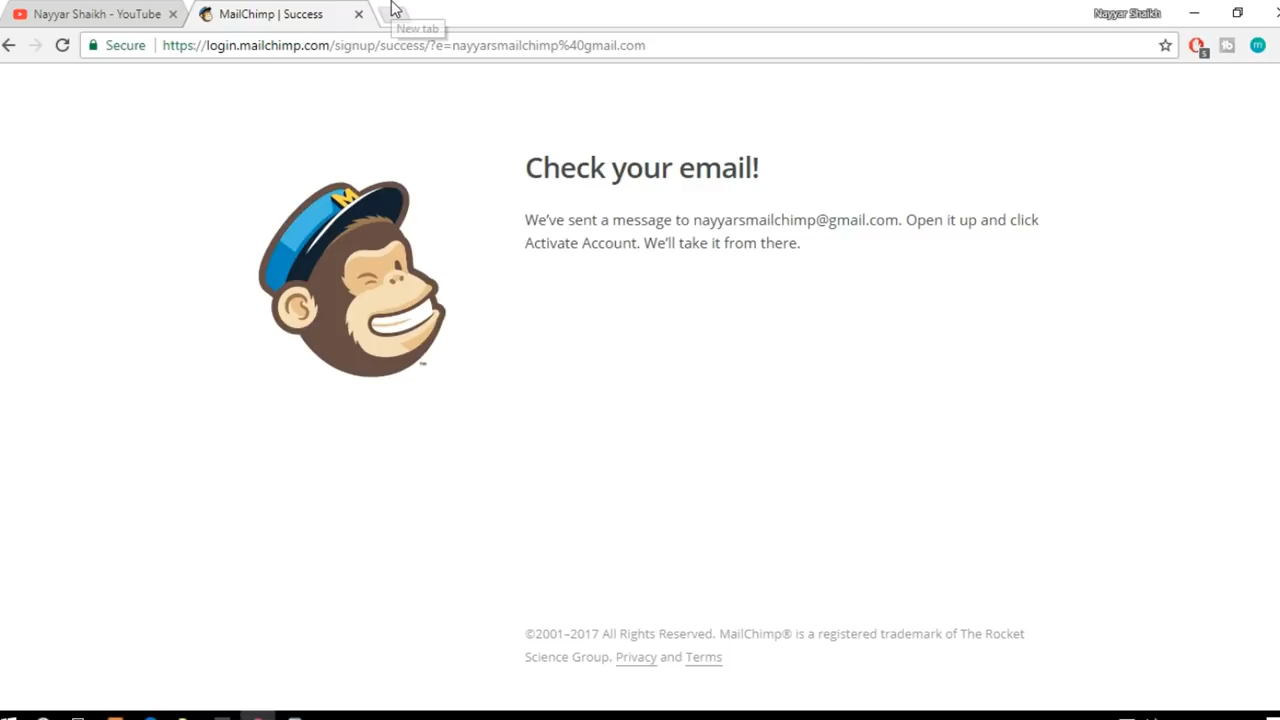 Nayyar Shaikh - YouTube
MailChimp | Success
New tab
Nayyar Shaikh
Secure
https://login.mailchimp.com/signup/success/?e=nayyarsmailchimp%40gmail.com
5
m
M
Check your email!
We've sent a message to nayyarsmailchimp@gmail.com. Open it up and click
Activate Account. We'll take it from there.
™
©2001–2017 All Rights Reserved. MailChimp® is a registered trademark of The Rocket
Science Group. Privacy and Terms